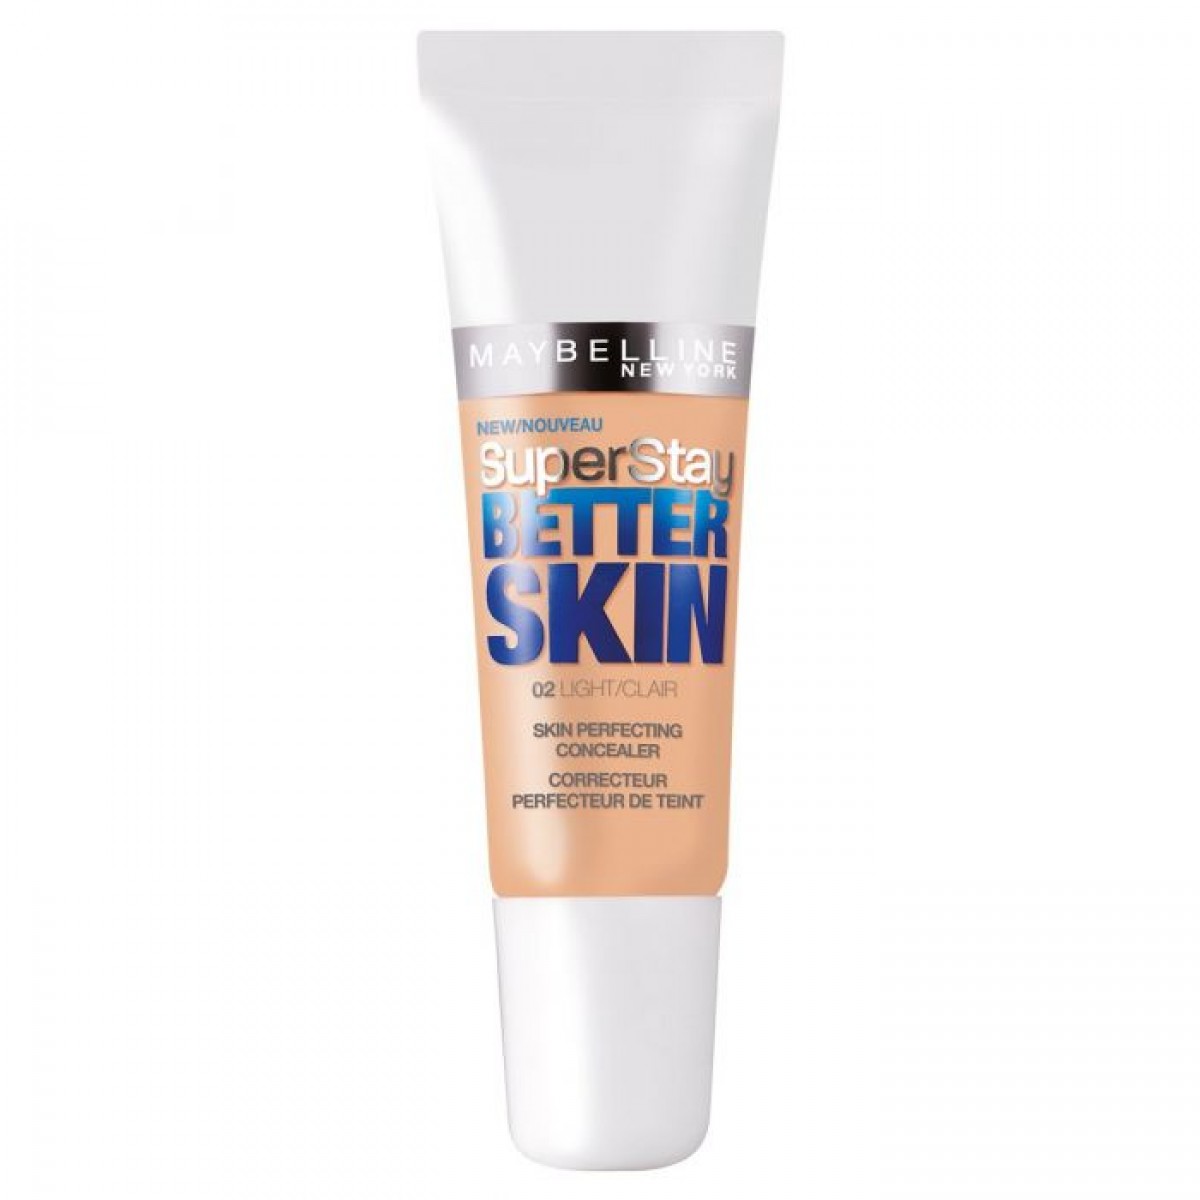 MAYBELLINE
NEW YORK
NEW/NOUVEAU
SuperStay
BETTER
SKIN
02 LIGHT/CLAIR
SKIN PERFECTING
CONCEALER
CORRECTEUR
PERFECTEUR DE TEINT